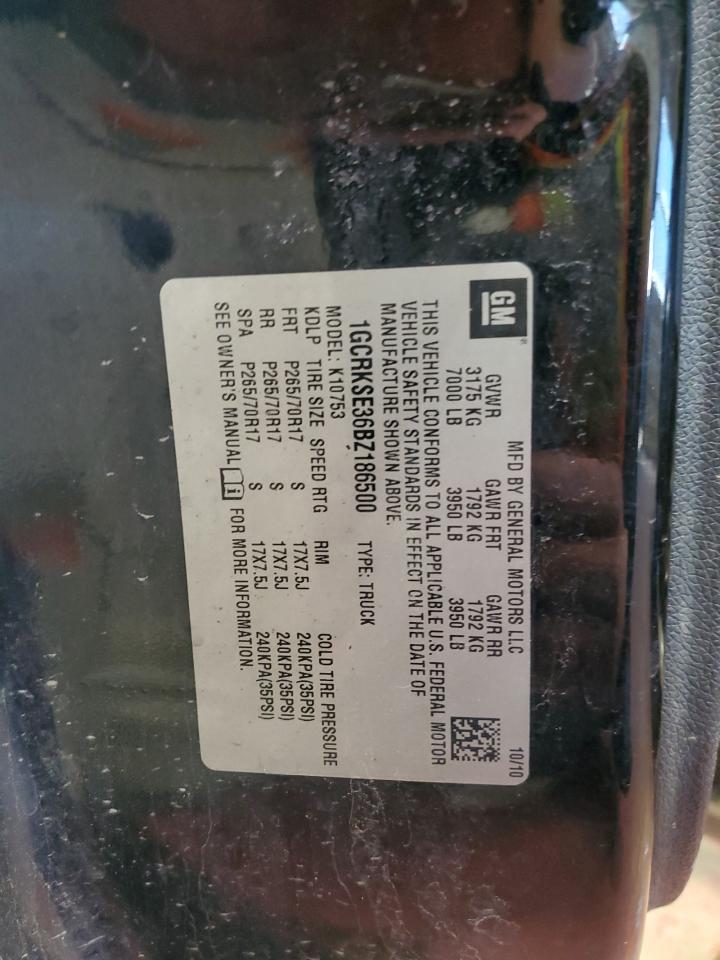 GM
MFD BY GENERAL MOTORS LLC 10/10
GVWR GAWR FRT GAWR RR
3175 KG 1792 KG 1792 KG
7000 LB 3950 LB 3950 LB
THIS VEHICLE CONFORMS TO ALL APPLICABLE U.S. FEDERAL MOTOR
VEHICLE SAFETY STANDARDS IN EFFECT ON THE DATE OF
MANUFACTURE SHOWN ABOVE.
1GCRKSE36BZ186500 TYPE: TRUCK
MODEL: K10753
KDLP TIRE SIZE SPEED RTG RIM COLD TIRE PRESSURE
FRT P265/70R17 S 17X7.5J 240KPA(35PSI)
RR P265/70R17 S 17X7.5J 240KPA(35PSI)
SPA P265/70R17 S 17X7.5J 240KPA(35PSI)
SEE OWNER'S MANUAL i FOR MORE INFORMATION.